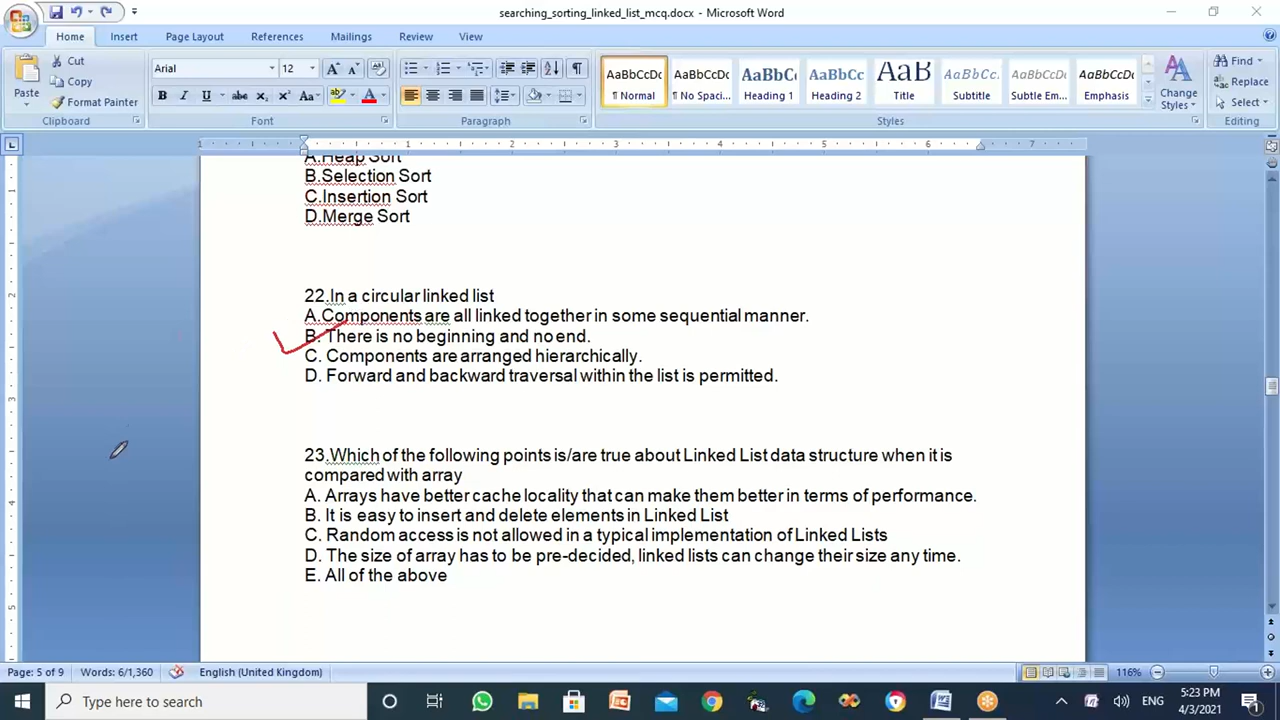 searching_sorting_linked_list_mcq.docx - Microsoft Word
Home Insert Page Layout References Mailings Review View
Paste
Cut
Copy
Format Painter
Clipboard
Arial 12
Font
Paragraph
AaBbCcDc AaBbCcDc AaBbC AaBbCc AaB AaBbCcI AaBbCcDc AaBbCcDc
¶ Normal ¶ No Spaci... Heading 1 Heading 2 Title Subtitle Subtle Em... Emphasis
Change Styles
Styles
Find
Replace
Select
Editing
A.Heap Sort
B.Selection Sort
C.Insertion Sort
D.Merge Sort
22.In a circular linked list
A.Components are all linked together in some sequential manner.
B. There is no beginning and no end.
C. Components are arranged hierarchically.
D. Forward and backward traversal within the list is permitted.
23.Which of the following points is/are true about Linked List data structure when it is
compared with array
A. Arrays have better cache locality that can make them better in terms of performance.
B. It is easy to insert and delete elements in Linked List
C. Random access is not allowed in a typical implementation of Linked Lists
D. The size of array has to be pre-decided, linked lists can change their size any time.
E. All of the above
Page: 5 of 9 Words: 6/1,360 English (United Kingdom) 116%
Type here to search
ENG
5:23 PM
4/3/2021